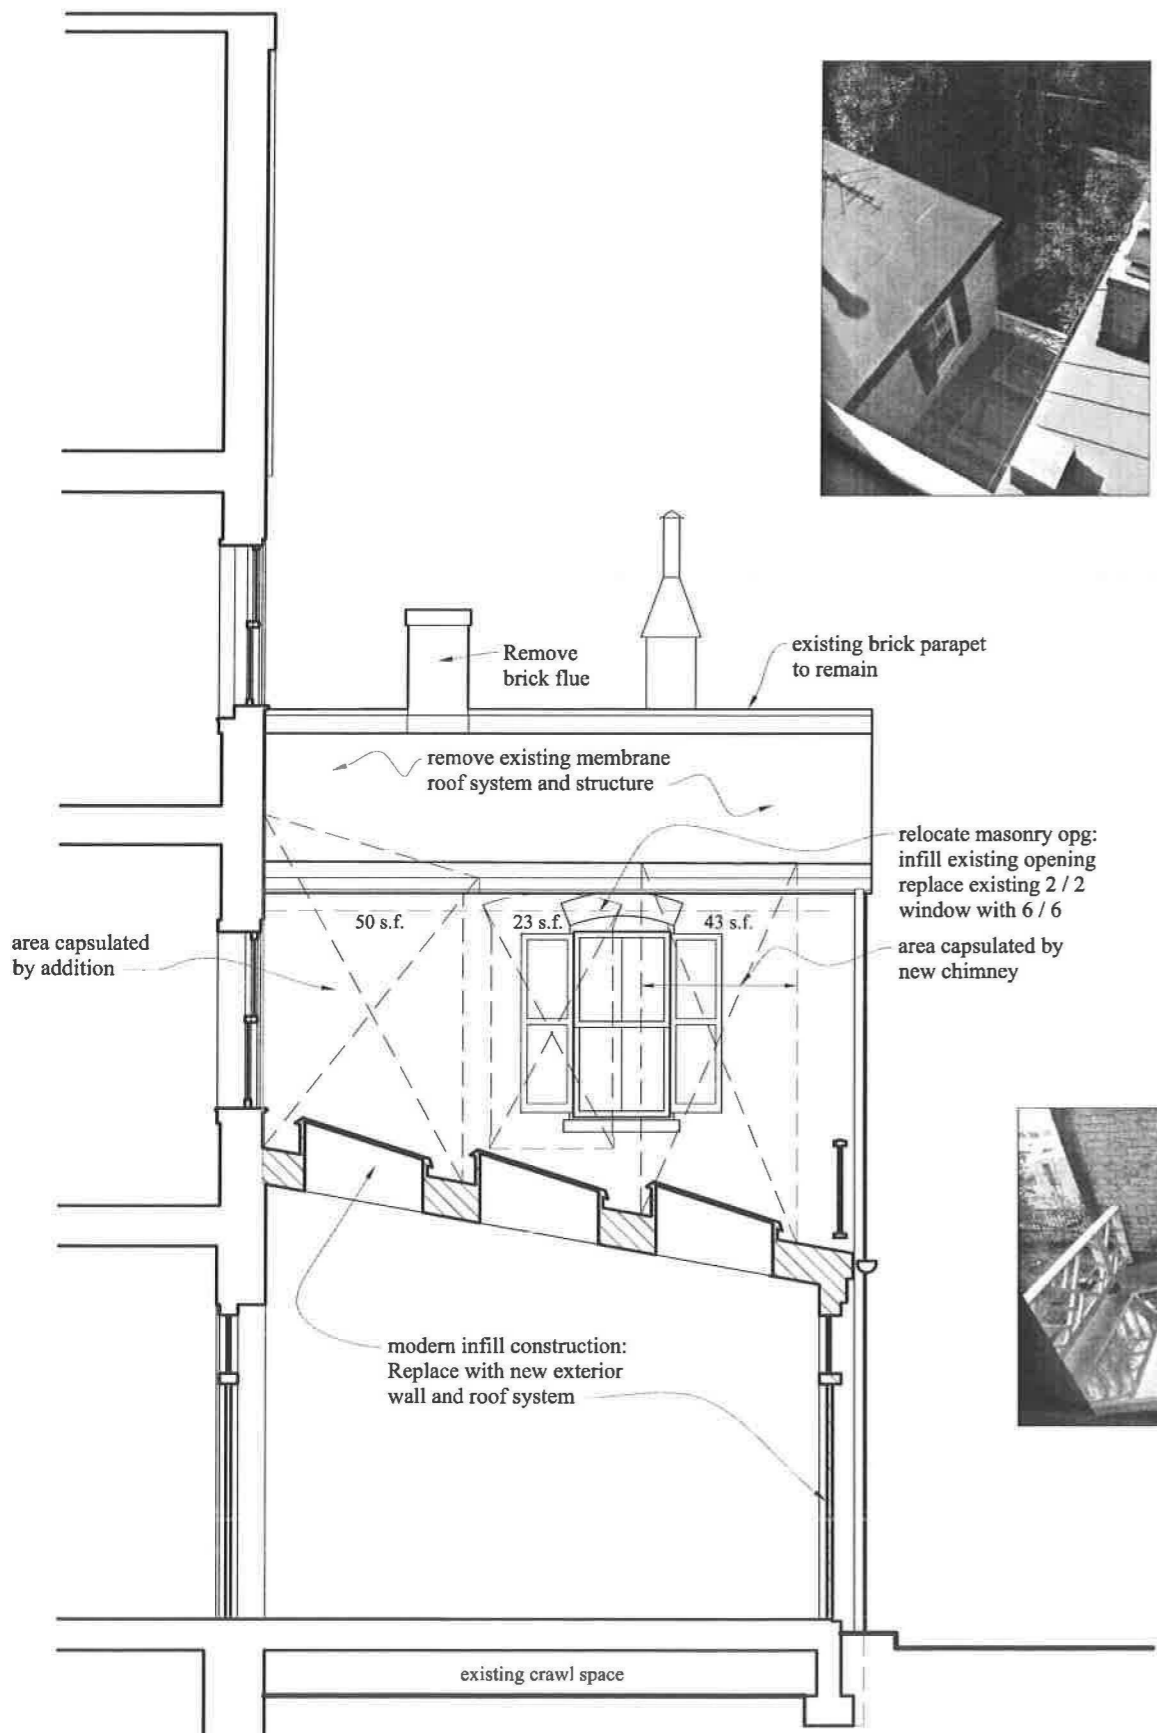 Remove
brick flue
existing brick parapet
to remain
remove existing membrane
roof system and structure
relocate masonry opg:
infill existing opening
replace existing 2 / 2
window with 6 / 6
50 s.f.
23 s.f.
43 s.f.
area capsulated
by addition
area capsulated by
new chimney
modern infill construction:
Replace with new exterior
wall and roof system
existing crawl space